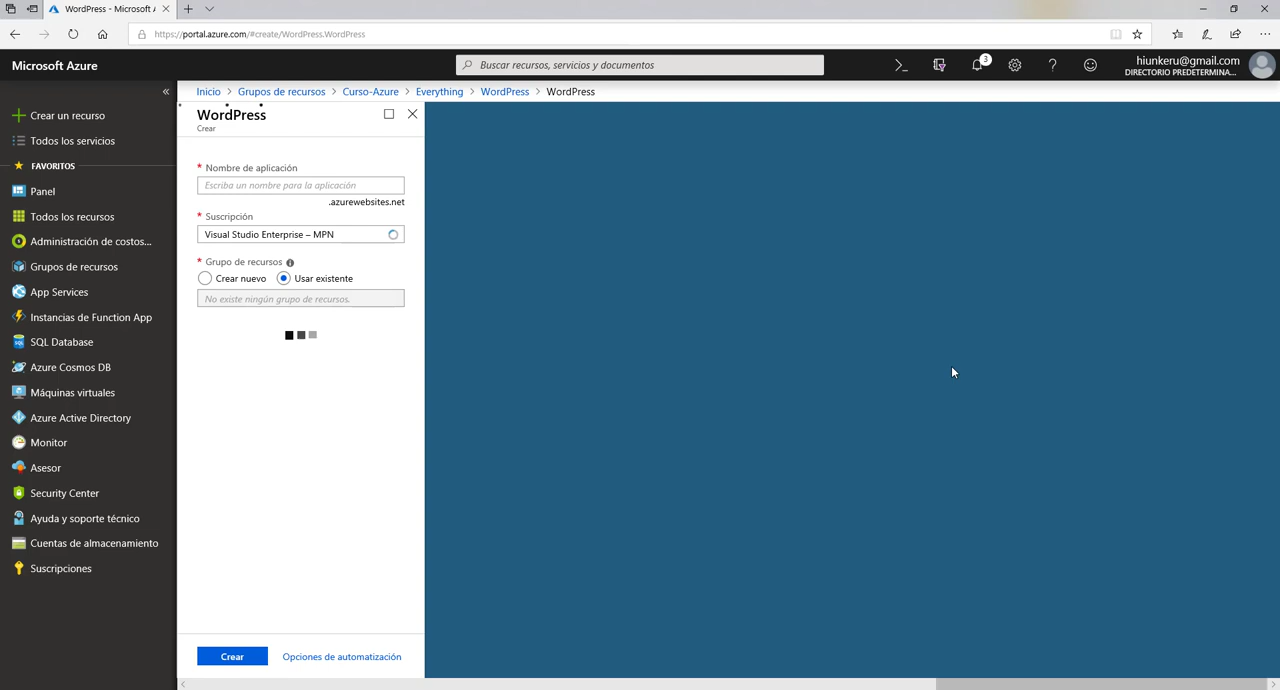 WordPress - Microsoft A
https://portal.azure.com/#create/WordPress.WordPress
Microsoft Azure
Buscar recursos, servicios y documentos
3
hiunkeru@gmail.com
DIRECTORIO PREDETERMINA...
Inicio > Grupos de recursos > Curso-Azure > Everything > WordPress > WordPress
Crear un recurso
Todos los servicios
FAVORITOS
Panel
Todos los recursos
Administración de costos...
Grupos de recursos
App Services
Instancias de Function App
SQL Database
Azure Cosmos DB
Máquinas virtuales
Azure Active Directory
Monitor
Asesor
Security Center
Ayuda y soporte técnico
Cuentas de almacenamiento
Suscripciones
WordPress
Crear
* Nombre de aplicación
Escriba un nombre para la aplicación
.azurewebsites.net
* Suscripción
Visual Studio Enterprise – MPN
* Grupo de recursos
Crear nuevo Usar existente
No existe ningún grupo de recursos.
Crear Opciones de automatización